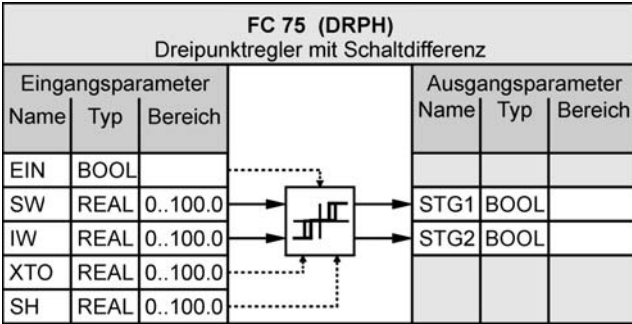 FC 75 (DRPH)
Dreipunktregler mit Schaltdifferenz
Eingangsparameter Ausgangsparameter
Name Typ Bereich Name Typ Bereich
EIN BOOL
SW REAL 0..100.0 STG1 BOOL
IW REAL 0..100.0 STG2 BOOL
XTO REAL 0..100.0
SH REAL 0..100.0